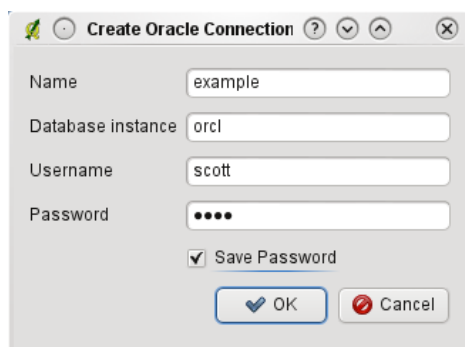 Create Oracle Connection
Name example
Database instance orcl
Username scott
Password ••••
Save Password
OK Cancel